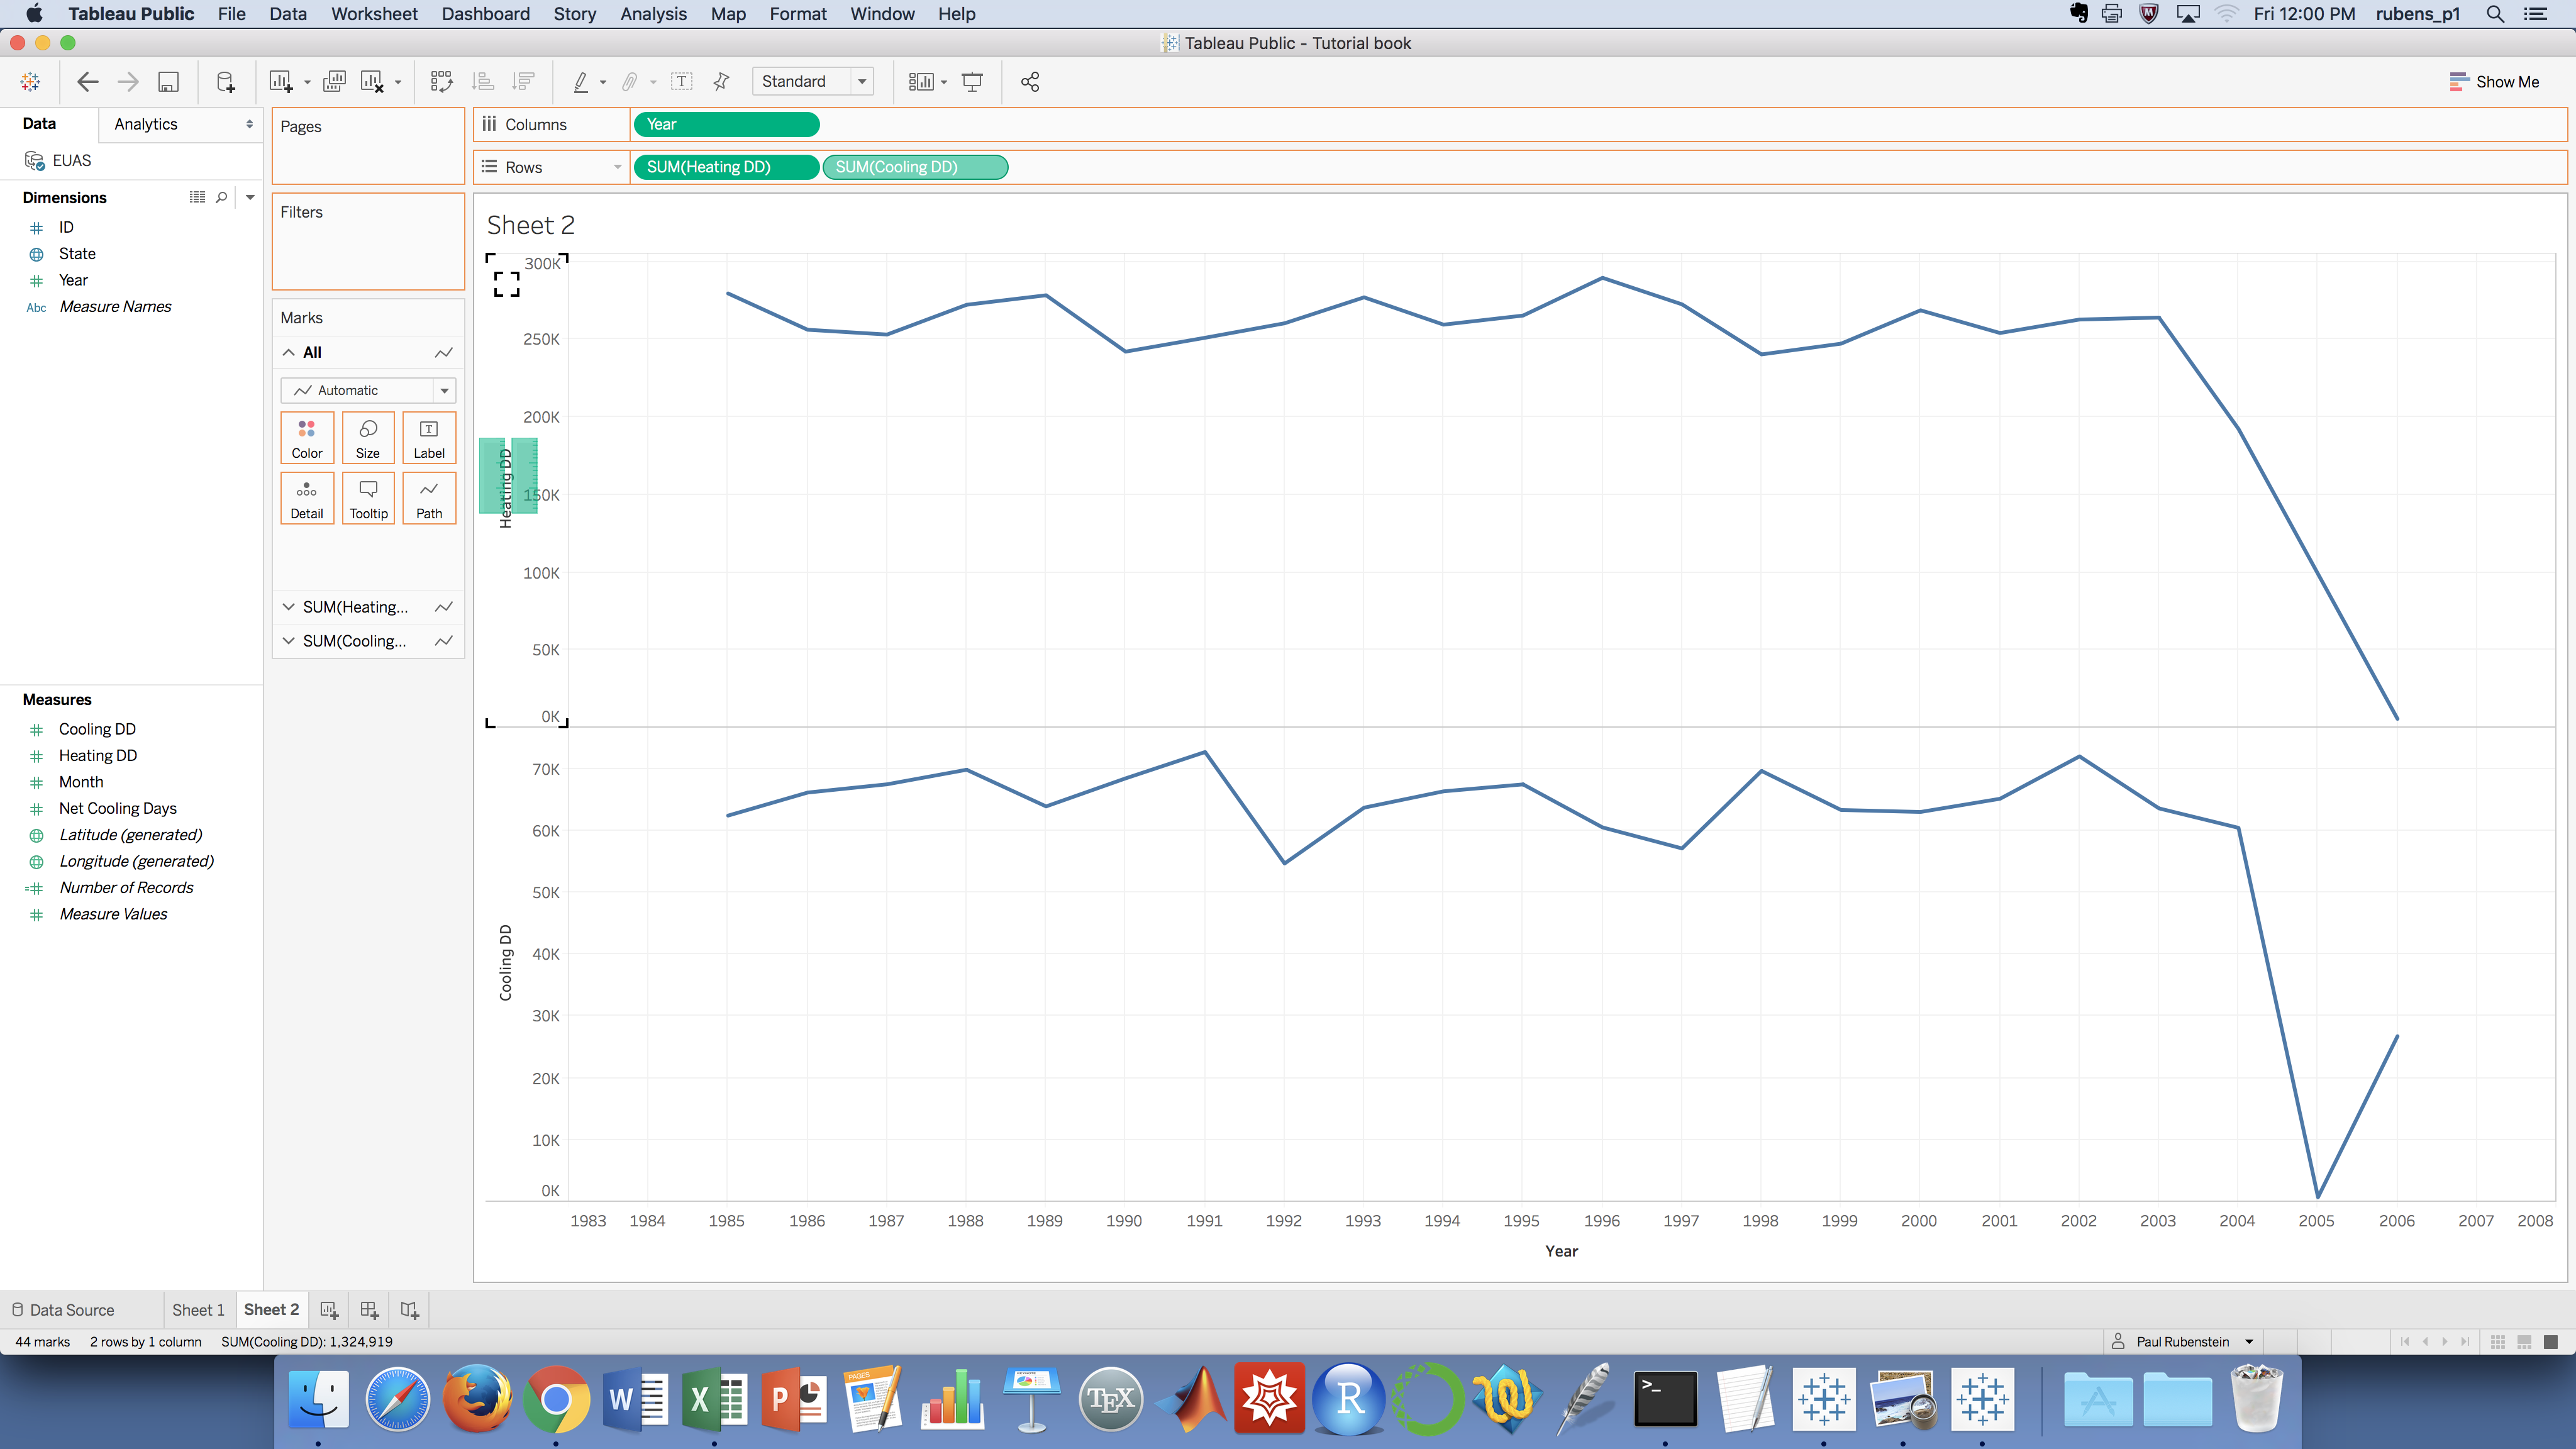 Tableau Public File Data Worksheet Dashboard Story Analysis Map Format Window Help Fri 12:00 PM rubens_p1
Tableau Public - Tutorial book
Standard Show Me
Data Analytics
EUAS
Dimensions
ID
State
Year
Abc Measure Names
Measures
Cooling DD
Heating DD
Month
Net Cooling Days
Latitude (generated)
Longitude (generated)
Number of Records
Measure Values
Pages
Filters
Marks
All
Automatic
Color Size Label
Detail Tooltip Path
SUM(Heating...
SUM(Cooling...
Columns Year
Rows SUM(Heating DD) SUM(Cooling DD)
Sheet 2
300K
250K
200K
150K
100K
50K
0K
Heating DD
70K
60K
50K
40K
30K
20K
10K
0K
Cooling DD
1983 1984 1985 1986 1987 1988 1989 1990 1991 1992 1993 1994 1995 1996 1997 1998 1999 2000 2001 2002 2003 2004 2005 2006 2007 2008
Year
Data Source Sheet 1 Sheet 2
44 marks 2 rows by 1 column SUM(Cooling DD): 1,324,919 Paul Rubenstein
W X P PAGES TEX R >_